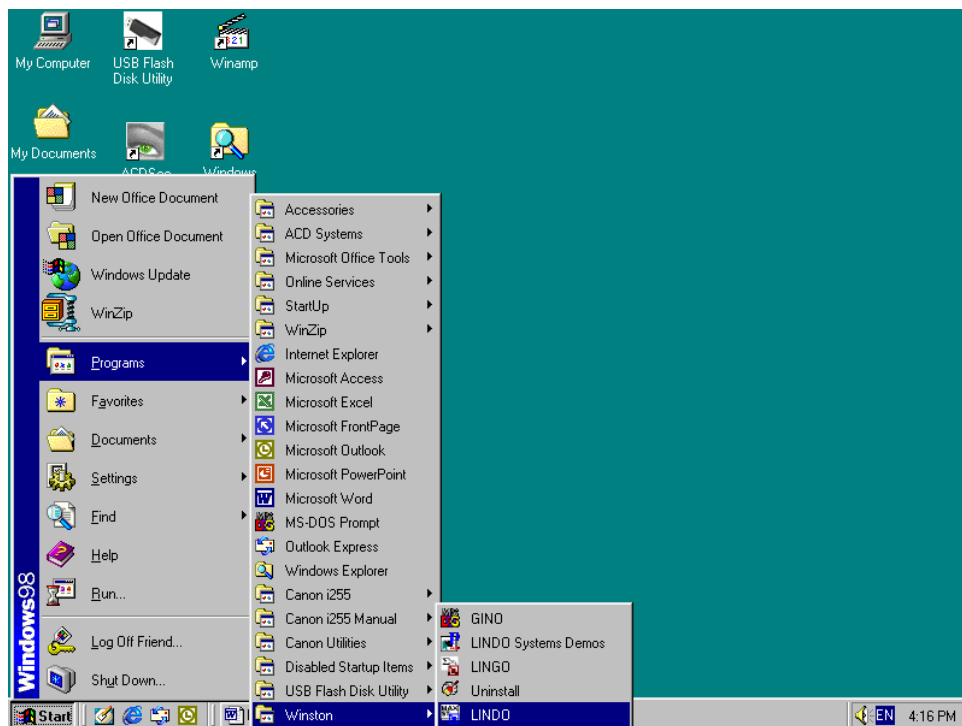 My Computer
USB Flash
Disk Utility
Winamp
321
My Documents
ACDSee
Windows
New Office Document
Open Office Document
Windows Update
WinZip
Programs
Favorites
Documents
Settings
Find
Help
Run...
Log Off Friend...
Shut Down...
Windows98
Accessories
ACD Systems
Microsoft Office Tools
Online Services
StartUp
WinZip
Internet Explorer
Microsoft Access
Microsoft Excel
Microsoft FrontPage
Microsoft Outlook
Microsoft PowerPoint
Microsoft Word
MS-DOS Prompt
Outlook Express
Windows Explorer
Canon i255
Canon i255 Manual
Canon Utilities
Disabled Startup Items
USB Flash Disk Utility
Winston
GINO
LINDO Systems Demos
LINGO
Uninstall
LINDO
Start
EN
4:16 PM